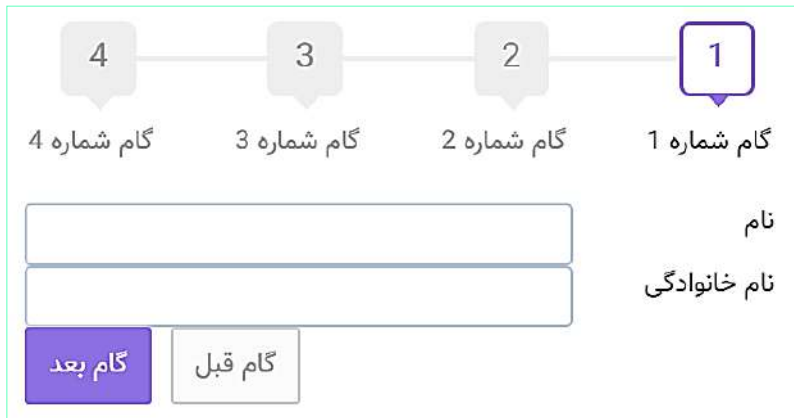 1 2 3 4
گام شماره 1 گام شماره 2 گام شماره 3 گام شماره 4
نام
نام خانوادگی
گام قبل گام بعد